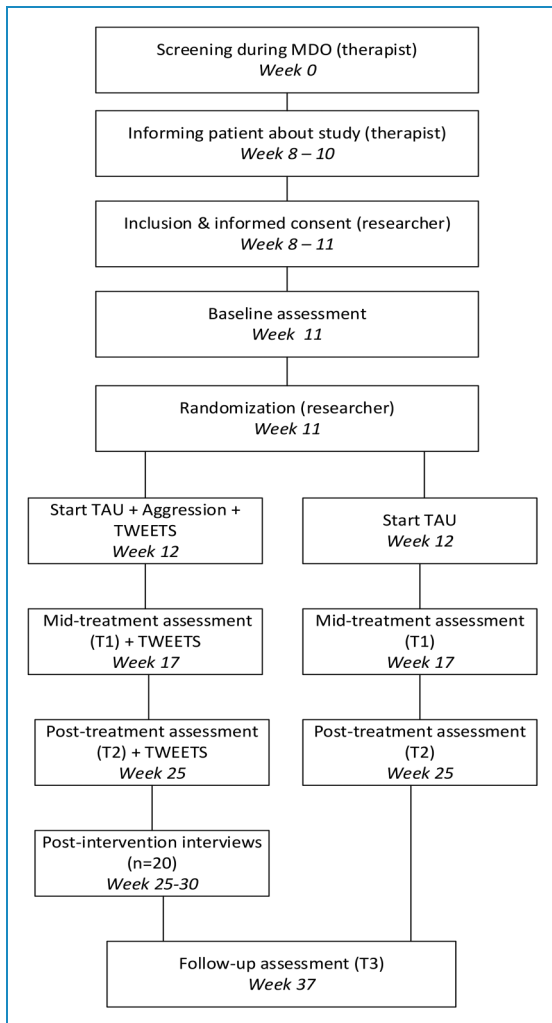 Screening during MDO (therapist)
Week 0
Informing patient about study (therapist)
Week 8 – 10
Inclusion & informed consent (researcher)
Week 8 – 11
Baseline assessment
Week 11
Randomization (researcher)
Week 11
Start TAU + Aggression +
TWEETS
Week 12
Start TAU
Week 12
Mid-treatment assessment
(T1) + TWEETS
Week 17
Mid-treatment assessment
(T1)
Week 17
Post-treatment assessment
(T2) + TWEETS
Week 25
Post-treatment assessment
(T2)
Week 25
Post-intervention interviews
(n=20)
Week 25-30
Follow-up assessment (T3)
Week 37